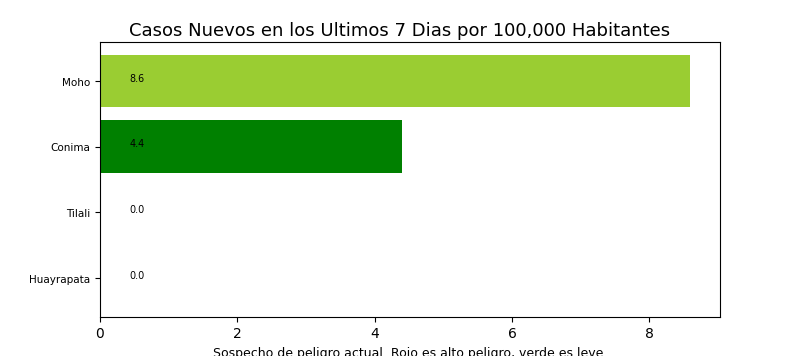 Casos Nuevos en los Ultimos 7 Dias por 100,000 Habitantes
Moho 8.6
Conima 4.4
Tilali 0.0
Huayrapata 0.0
0 2 4 6 8
Sospecho de peligro actual. Rojo es alto peligro, verde es leve